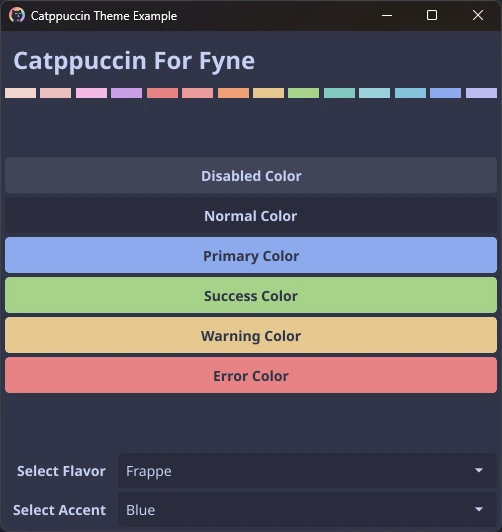 Catppuccin Theme Example
Catppuccin For Fyne
Disabled Color
Normal Color
Primary Color
Success Color
Warning Color
Error Color
Select Flavor Frappe
Select Accent Blue